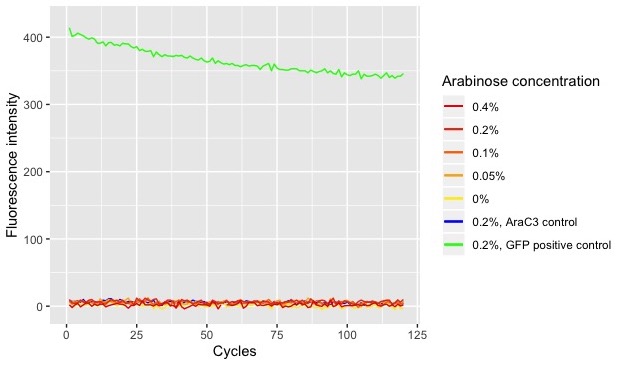 Fluorescence intensity
400
300
200
100
0
0 25 50 75 100 125
Cycles
Arabinose concentration
0.4%
0.2%
0.1%
0.05%
0%
0.2%, AraC3 control
0.2%, GFP positive control